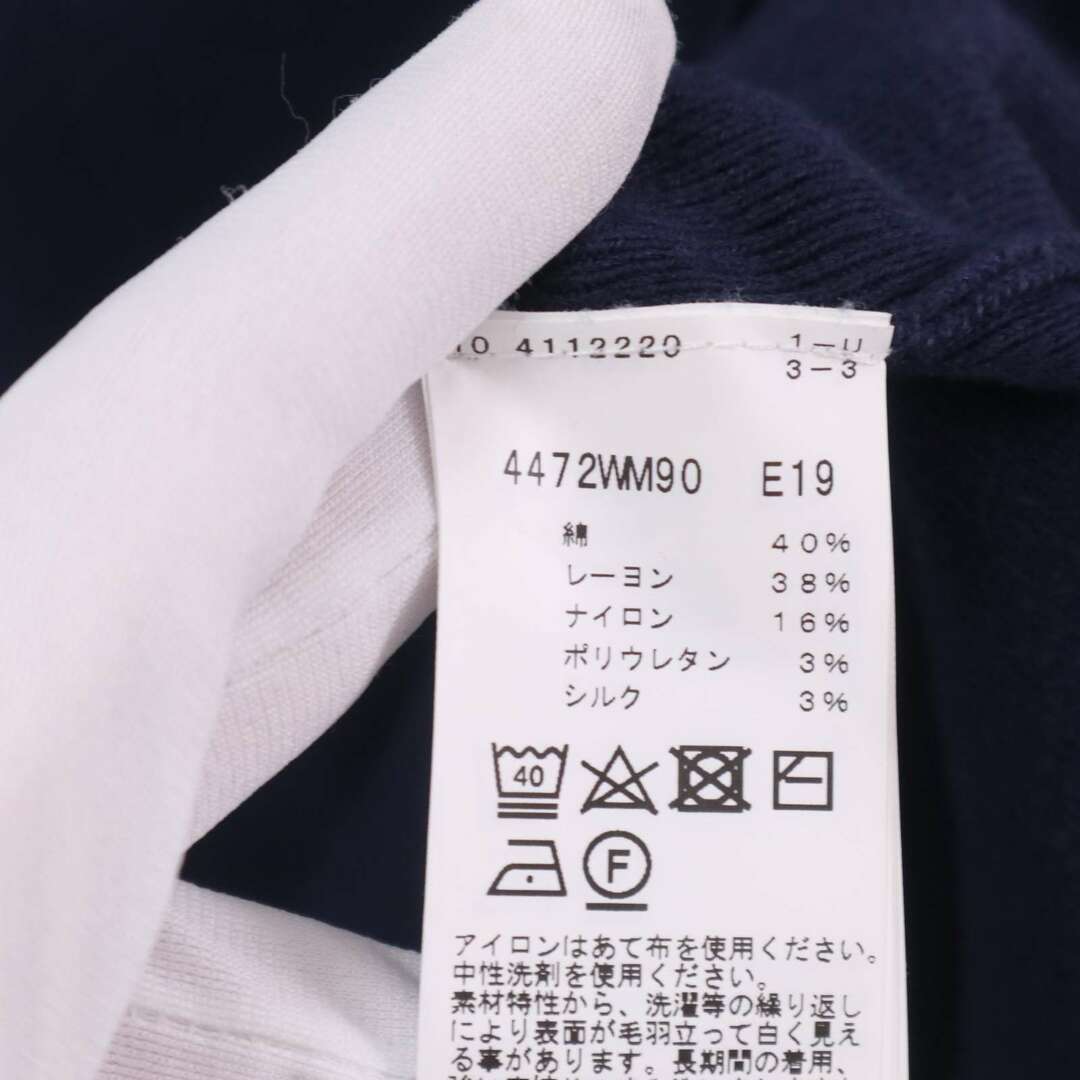 4112220 1-U
3-3
4472WM90 E19
綿 40%
レーヨン 38%
ナイロン 16%
ポリウレタン 3%
シルク 3%
40
F
アイロンはあて布を使用ください。
中性洗剤を使用ください。
素材特性から、洗濯等の繰り返し
により表面が毛羽立って白く見え
る事があります。長期間の着用、